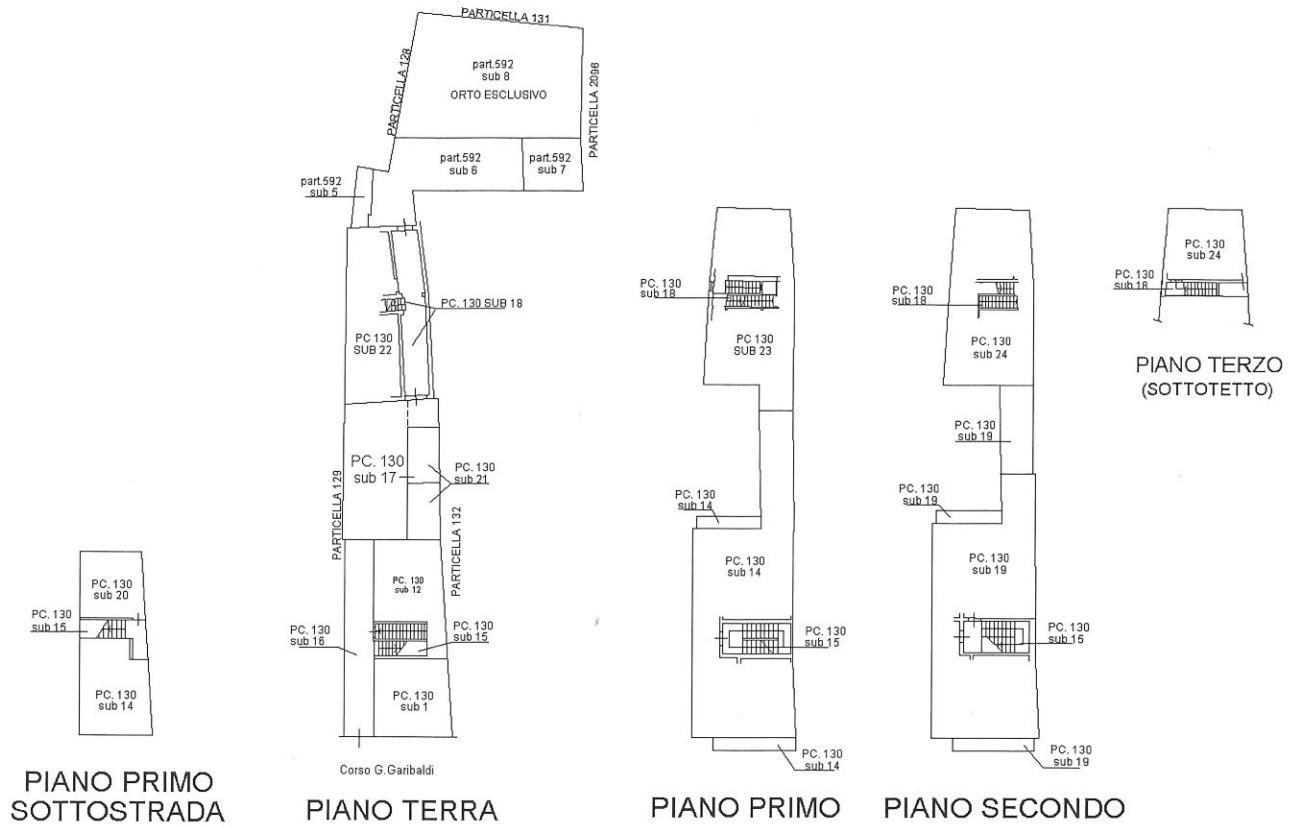 PC. 130
sub 20
PC. 130
sub 15
PC. 130
sub 14
PIANO PRIMO
SOTTOSTRADA
PARTICELLA 131
PARTICELLA 128
part.592
sub 8
ORTO ESCLUSIVO
PARTICELLA 2096
part.592
sub 6
part.592
sub 7
part.592
sub 5
PC. 130 SUB 18
PC 130
SUB 22
PC. 130
sub 17
PC. 130
sub 21
PARTICELLA 129
PARTICELLA 132
PC. 130
sub 12
PC. 130
sub 16
PC. 130
sub 15
PC. 130
sub 1
Corso G.Garibaldi
PIANO TERRA
PC. 130
sub 18
PC. 130
SUB 23
PC. 130
sub 14
PC. 130
sub 14
PC. 130
sub 15
PC. 130
sub 14
PIANO PRIMO
PC. 130
sub 18
PC. 130
sub 24
PC. 130
sub 19
PC. 130
sub 19
PC. 130
sub 19
PC. 130
sub 15
PC. 130
sub 19
PIANO SECONDO
PC. 130
sub 24
PC. 130
sub 18
PIANO TERZO
(SOTTOTETTO)